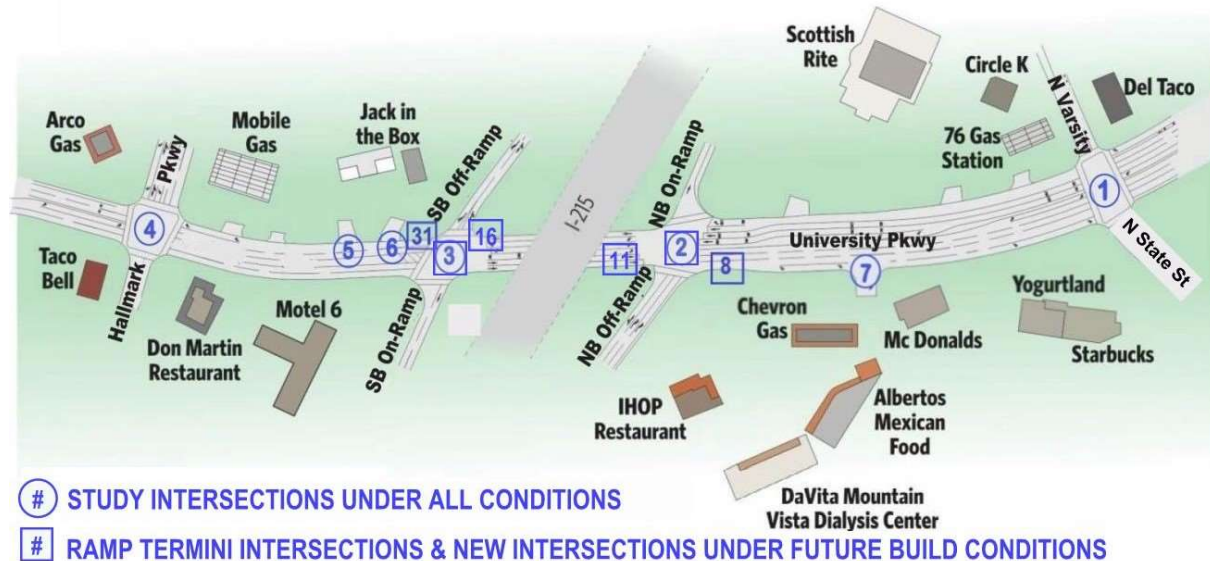 Scottish
Rite
Circle K
N Varsity
Del Taco
76 Gas
Station
Arco
Gas
Pkwy
Mobile
Gas
Jack in
the Box
SB Off-Ramp
I-215
NB On-Ramp
1
4
5
6
31
3
16
11
2
8
University Pkwy
7
N State St
Taco
Bell
Hallmark
Don Martin
Restaurant
Motel 6
SB On-Ramp
NB Off-Ramp
Chevron
Gas
Mc Donalds
Yogurtland
Starbucks
IHOP
Restaurant
Albertos
Mexican
Food
DaVita Mountain
Vista Dialysis Center
# STUDY INTERSECTIONS UNDER ALL CONDITIONS
# RAMP TERMINI INTERSECTIONS & NEW INTERSECTIONS UNDER FUTURE BUILD CONDITIONS